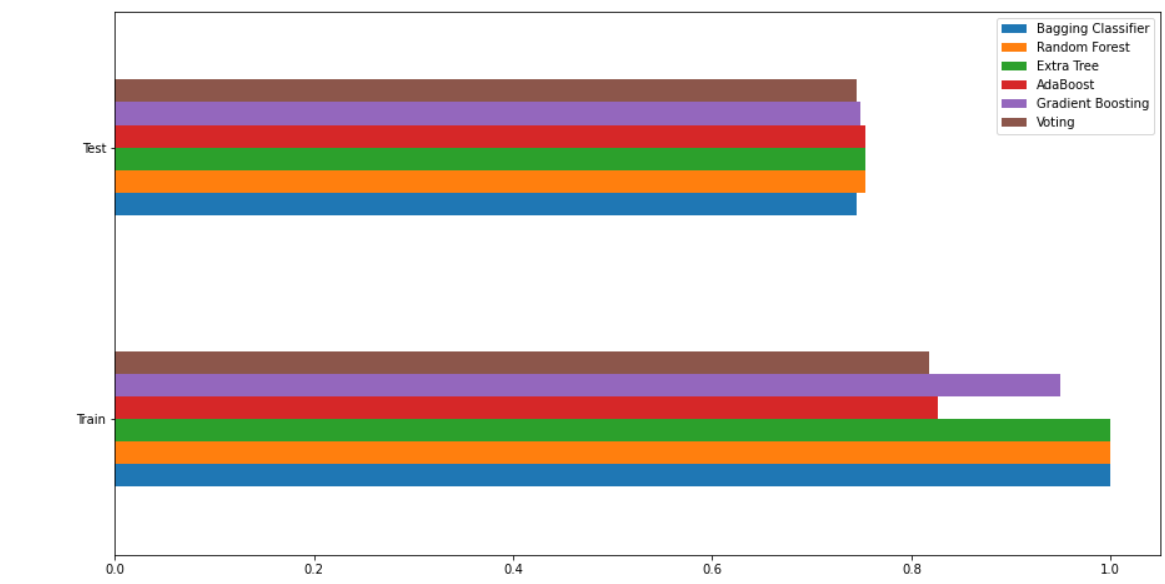 Bagging Classifier
Random Forest
Extra Tree
AdaBoost
Gradient Boosting
Voting
Test
Train
0.0 0.2 0.4 0.6 0.8 1.0